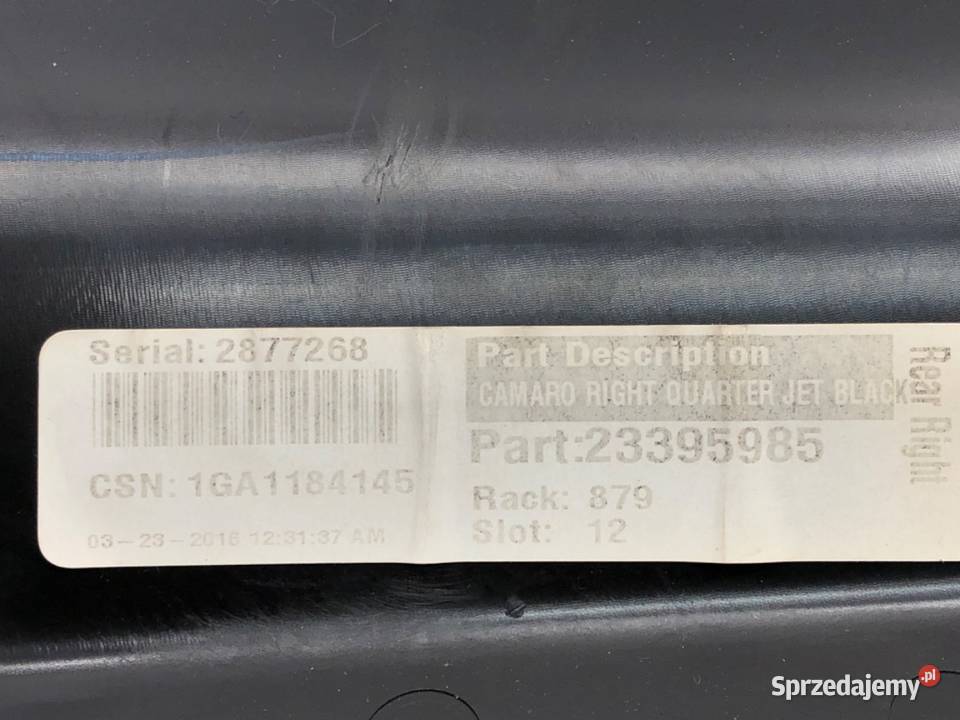 Serial: 2877268
CSN: 1GA1184145
03-23-2016 12:31:37 AM
Part Description
CAMARO RIGHT QUARTER JET BLACK
Part:23395985
Rack: 879
Slot: 12
Rear Right
Sprzedajemy.pl